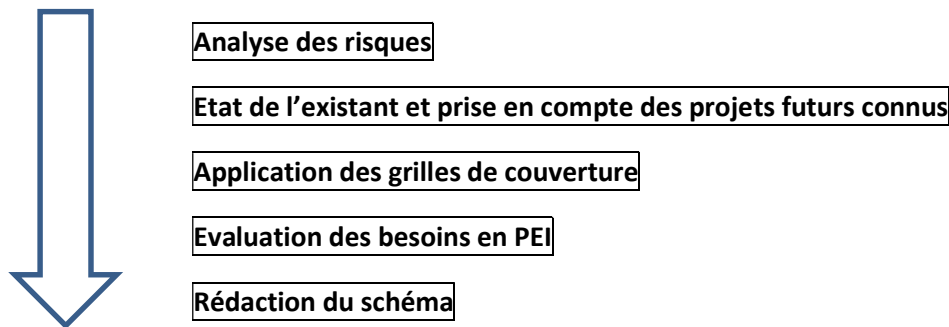 Analyse des risques
Etat de l’existant et prise en compte des projets futurs connus
Application des grilles de couverture
Evaluation des besoins en PEI
Rédaction du schéma